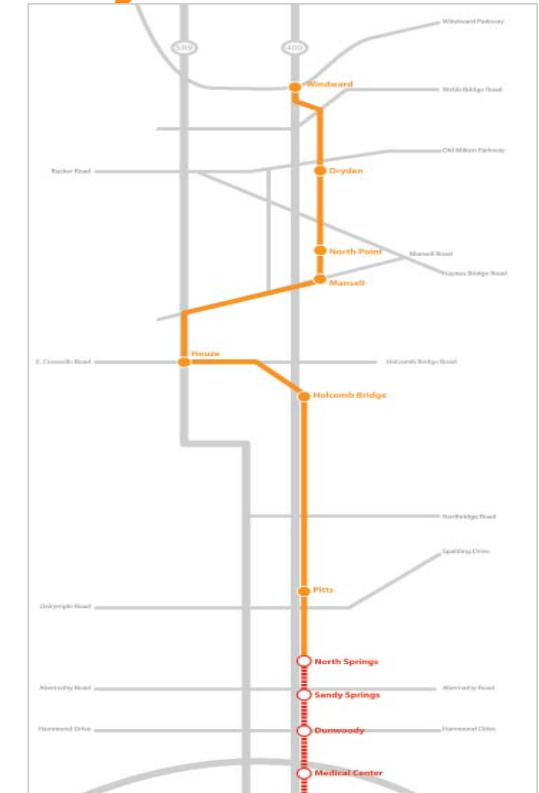 Windward Parkway
SR9
400
Windward
Webb Bridge Road
Old Milton Parkway
Rucker Road
Dryden
North Point
Mansell Road
Haynes Bridge Road
Mansell
Houze
E. Crossville Road
Holcomb Bridge Road
Holcomb Bridge
Northridge Road
Spalding Drive
Pitts
Dalrymple Road
North Springs
Abernathy Road
Abernathy Road
Sandy Springs
Hammond Drive
Dunwoody
Hammond Drive
Medical Center